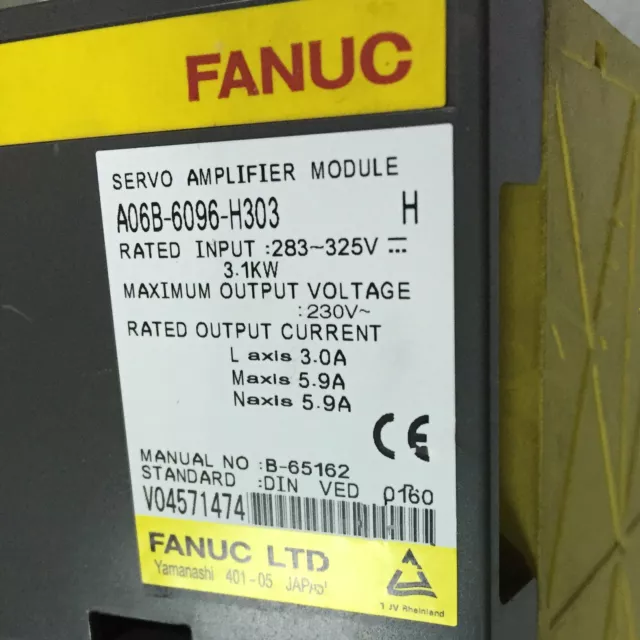 FANUC
SERVO AMPLIFIER MODULE
A06B-6096-H303 H
RATED INPUT :283~325V ⎓
3.1KW
MAXIMUM OUTPUT VOLTAGE
:230V~
RATED OUTPUT CURRENT
L axis 3.0A
Maxis 5.9A
Naxis 5.9A
CE
MANUAL NO :B-65162
STANDARD :DIN VED 0160
V04571474
FANUC LTD
Yamanashi 401-05 JAPAN
TÜV Rheinland